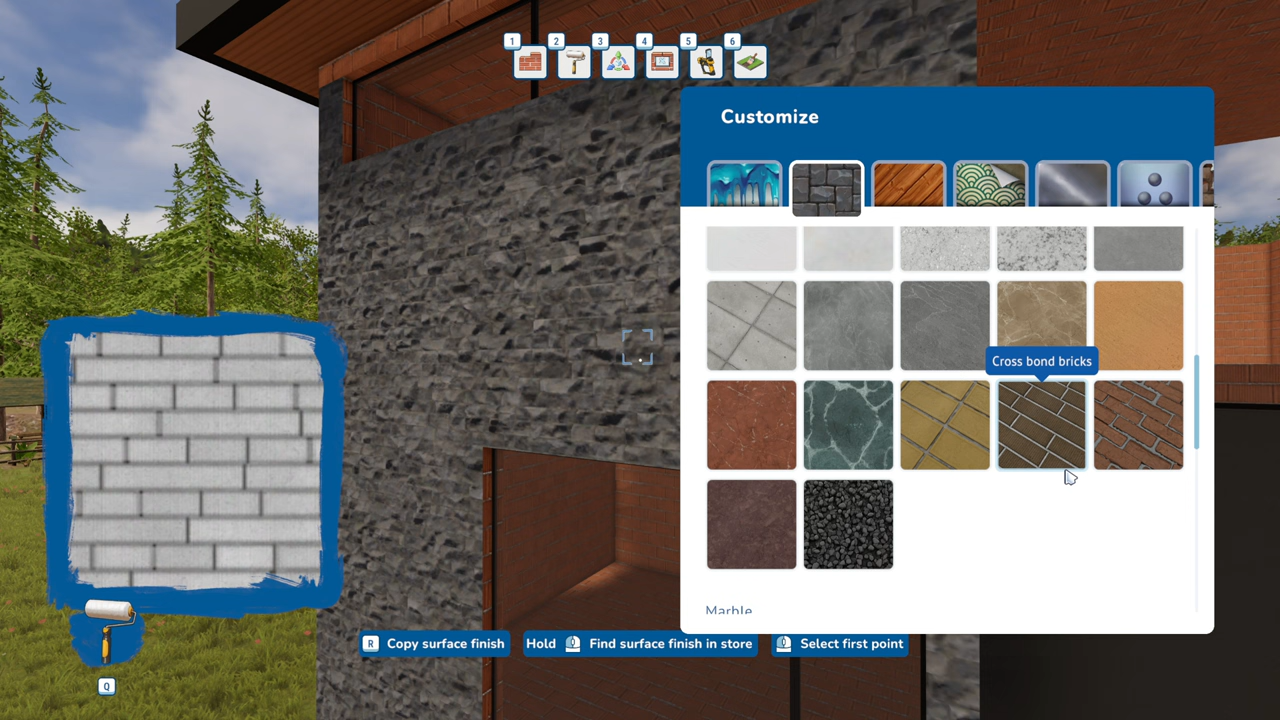 1 2 3 4 5 6
Customize
Cross bond bricks
Marble
R Copy surface finish
Hold Find surface finish in store
Select first point
Q